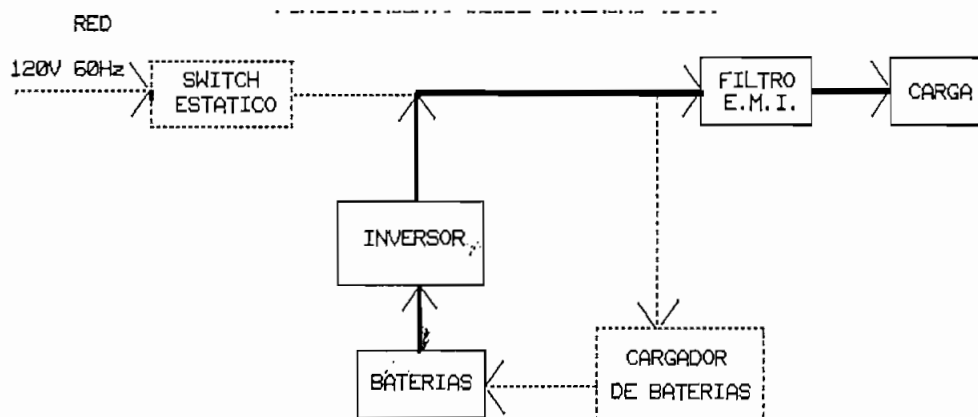 RED
120V 60Hz
SWITCH
ESTATICO
FILTRO
E.M.I.
CARGA
INVERSOR
BATERIAS
CARGADOR
DE BATERIAS